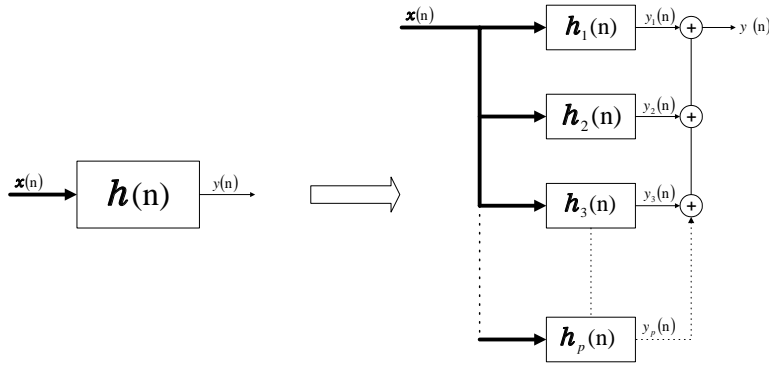 x(n)
h(n)
y(n)
x(n)
h₁(n)
y₁(n)
+
y (n)
h₂(n)
y₂(n)
+
h₃(n)
y₃(n)
+
hₚ(n)
yₚ(n)